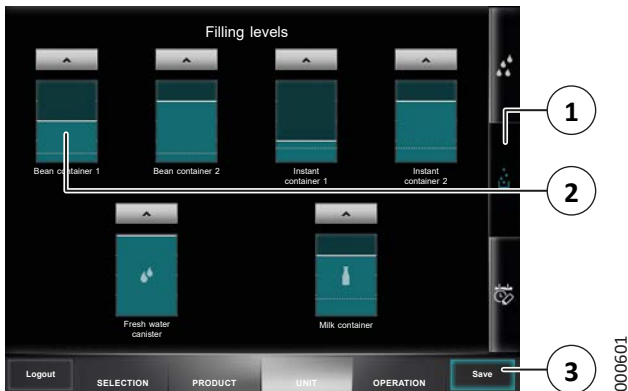 Filling levels
Bean container 1
Bean container 2
Instant
container 1
Instant
container 2
1
2
Fresh water
canister
Milk container
Logout
SELECTION
PRODUCT
UNIT
OPERATION
Save
3
000601